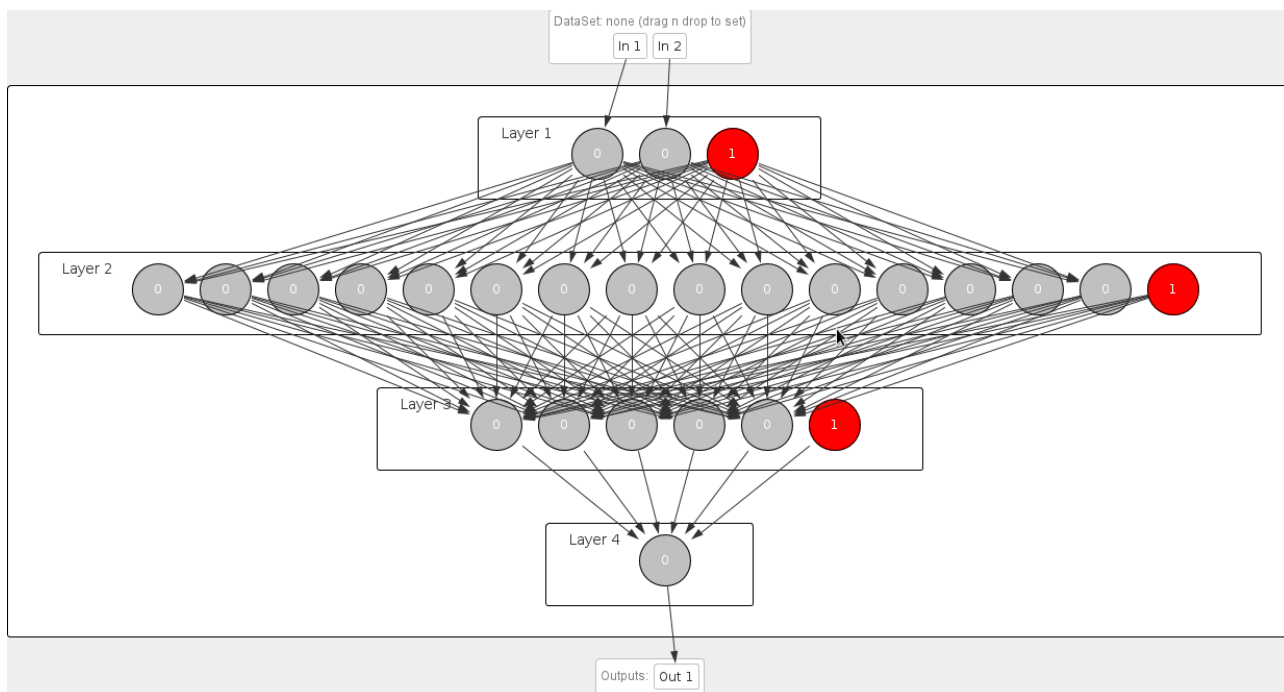 DataSet: none (drag n drop to set)
In 1 In 2
Layer 1
0 0 1
Layer 2
0 0 0 0 0 0 0 0 0 0 0 0 0 0 0 1
Layer 3
0 0 0 0 0 1
Layer 4
0
Outputs: Out 1